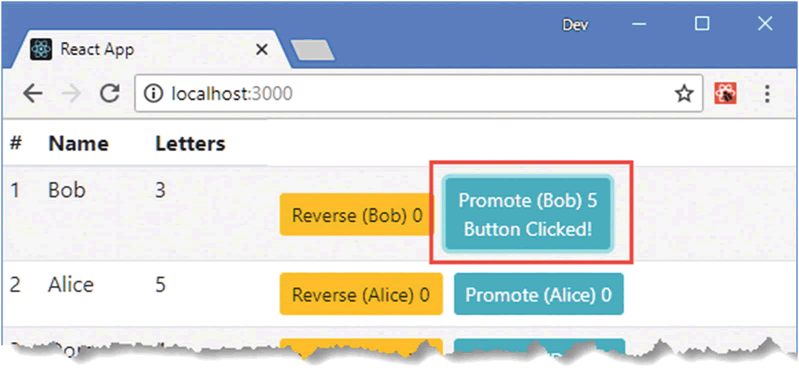 Dev
React App
localhost:3000
# Name Letters
1 Bob 3 Reverse (Bob) 0 Promote (Bob) 5
Button Clicked!
2 Alice 5 Reverse (Alice) 0 Promote (Alice) 0